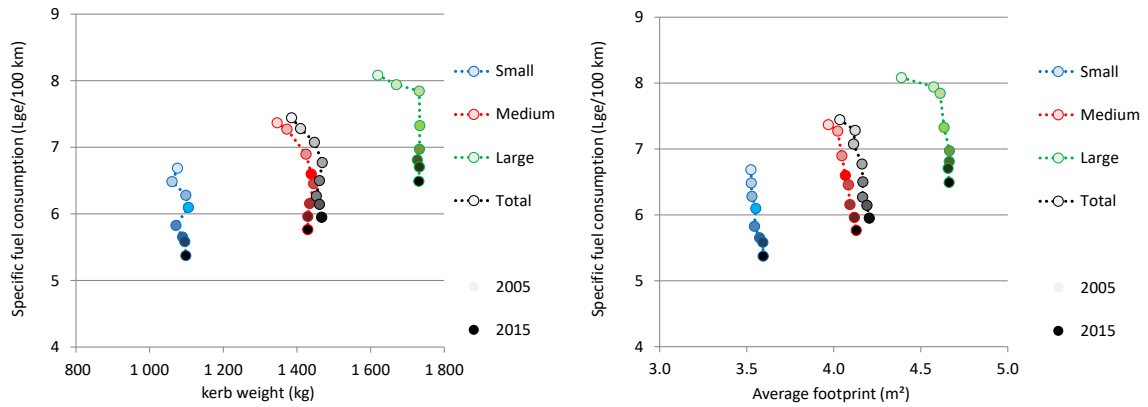 Specific fuel consumption (Lge/100 km)
9
8
7
6
5
4
800
1 000
1 200
1 400
1 600
1 800
kerb weight (kg)
Small
Medium
Large
Total
2005
2015
Specific fuel consumption (Lge/100 km)
9
8
7
6
5
4
3.0
3.5
4.0
4.5
5.0
Average footprint (m²)
Small
Medium
Large
Total
2005
2015